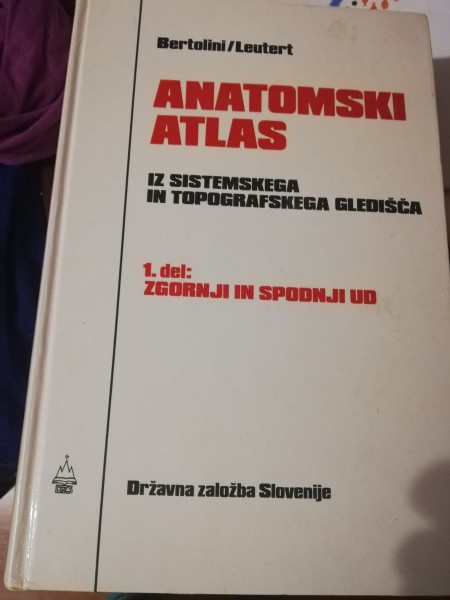 Bertolini/Leutert
ANATOMSKI
ATLAS
IZ SISTEMSKEGA
IN TOPOGRAFSKEGA GLEDIŠČA
1. del:
ZGORNJI IN SPODNJI UD
Državna založba Slovenije